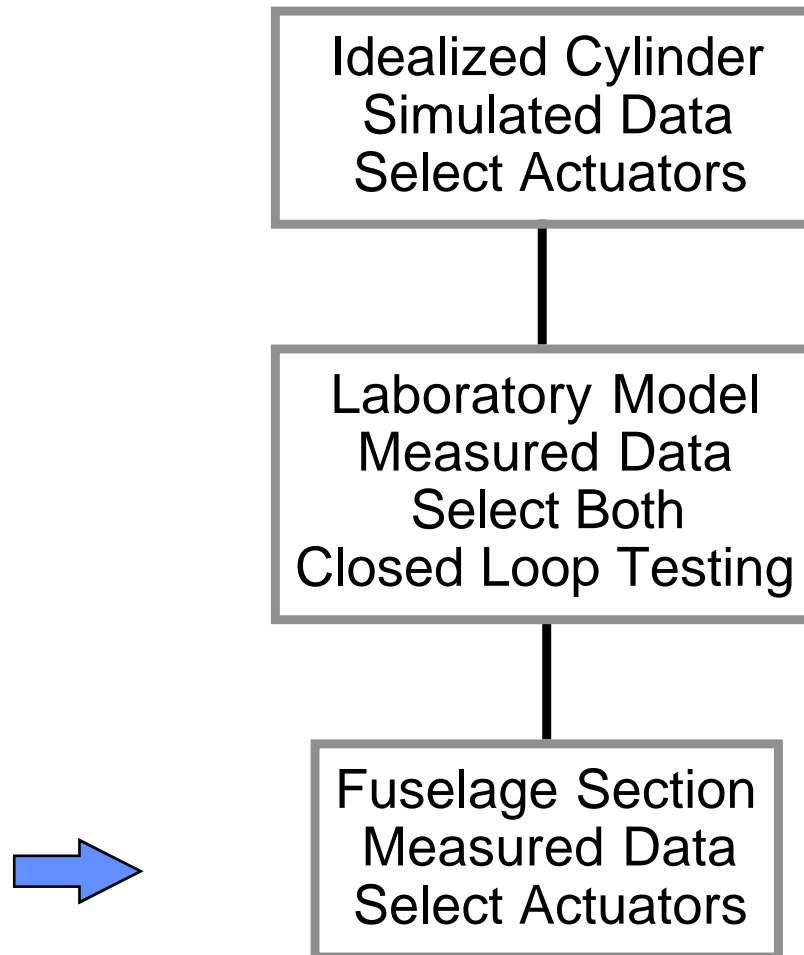 Idealized Cylinder
Simulated Data
Select Actuators
Laboratory Model
Measured Data
Select Both
Closed Loop Testing
Fuselage Section
Measured Data
Select Actuators